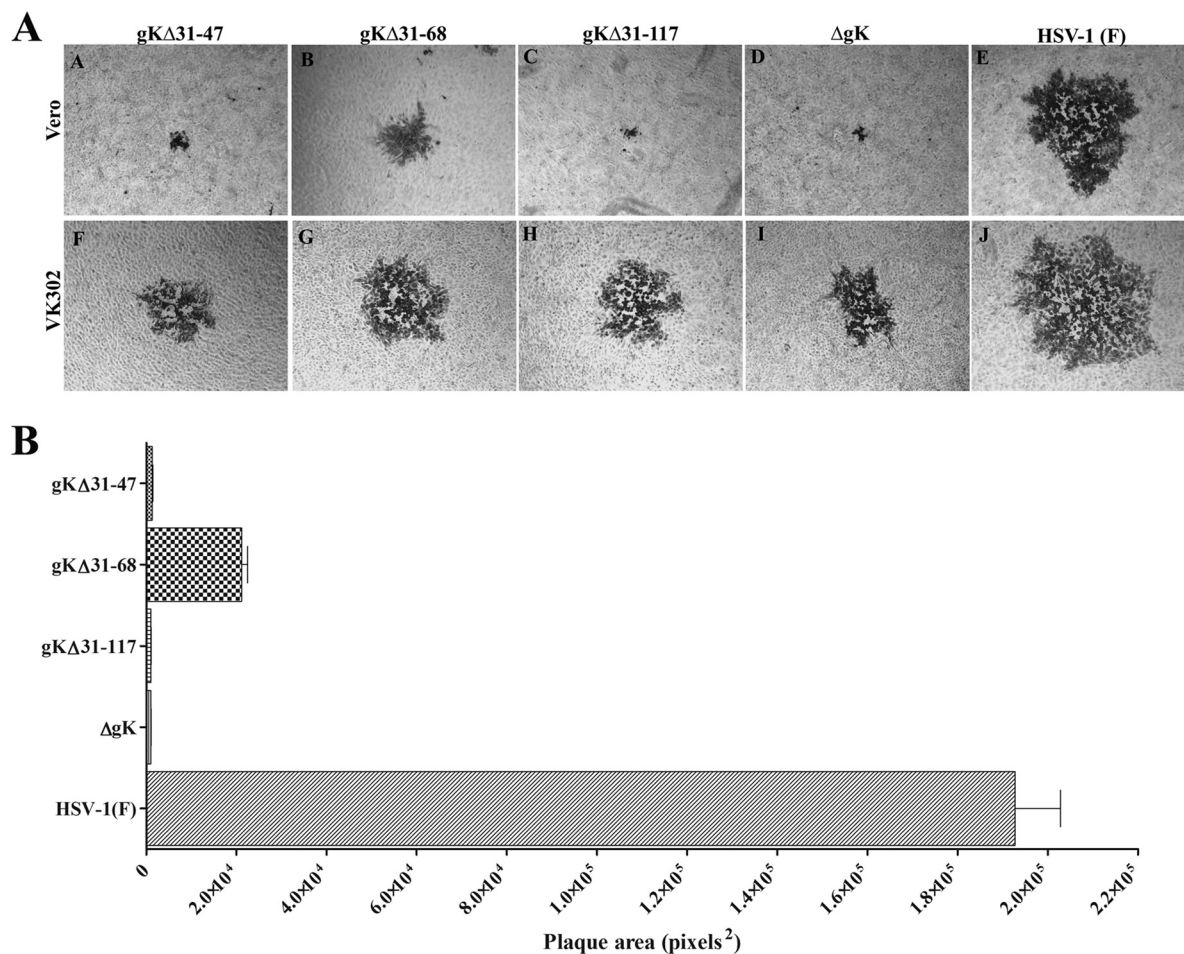 A
gKΔ31-47 gKΔ31-68 gKΔ31-117 ΔgK HSV-1 (F)
Vero
A B C D E
VK302
F G H I J
B
gKΔ31-47
gKΔ31-68
gKΔ31-117
ΔgK
HSV-1(F)
0 2.0×10⁴ 4.0×10⁴ 6.0×10⁴ 8.0×10⁴ 1.0×10⁵ 1.2×10⁵ 1.4×10⁵ 1.6×10⁵ 1.8×10⁵ 2.0×10⁵ 2.2×10⁵
Plaque area (pixels²)